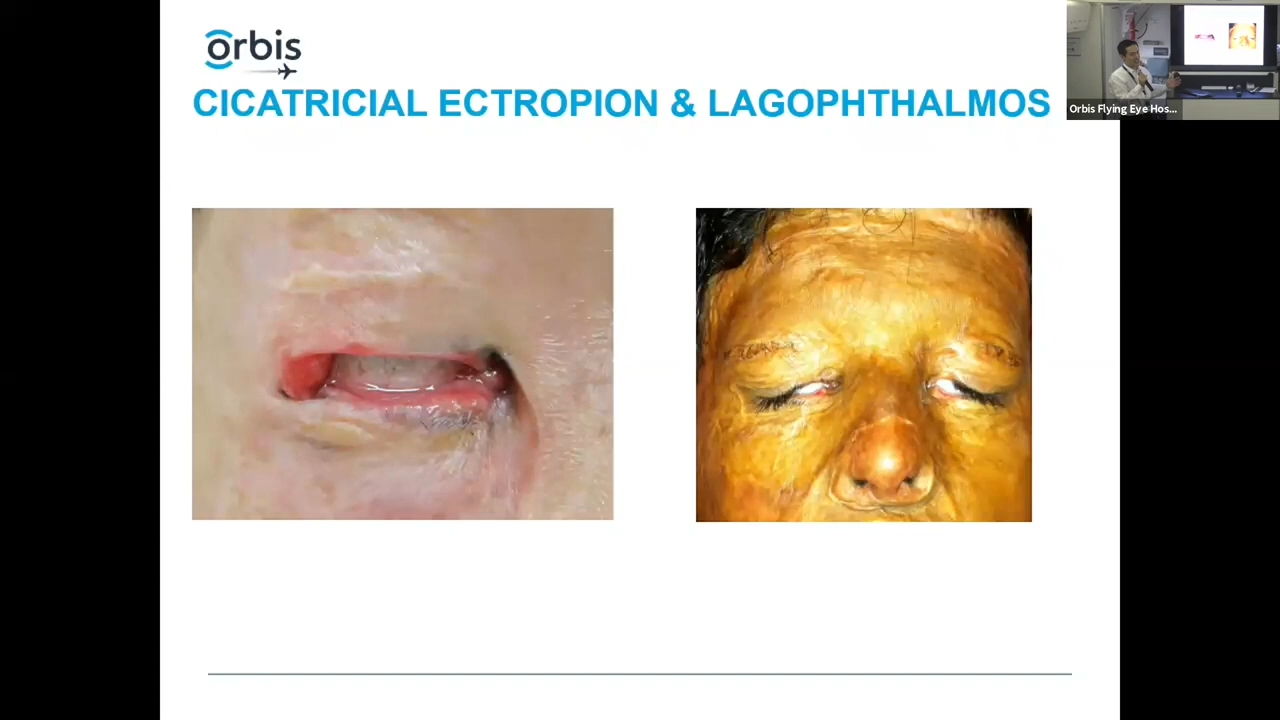 orbis
CICATRICIAL ECTROPION & LAGOPHTHALMOS
Orbis Flying Eye Hos...